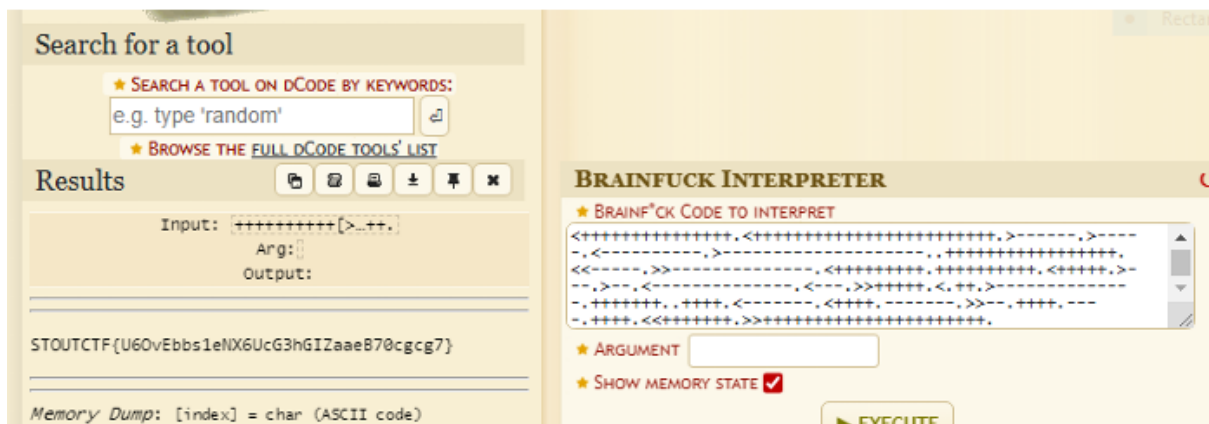 Recta
Search for a tool
★ SEARCH A TOOL ON DCODE BY KEYWORDS:
e.g. type 'random'
★ BROWSE THE FULL DCODE TOOLS' LIST
Results
Input: ++++++++++[>…++.
Arg:
Output:
STOUTCTF{U6OvEbbs1eNX6UcG3hGIZaaeB70cgcg7}
Memory Dump: [index] = char (ASCII code)
BRAINFUCK INTERPRETER
★ BRAINF*CK CODE TO INTERPRET
★ ARGUMENT
★ SHOW MEMORY STATE
▶ EXECUTE